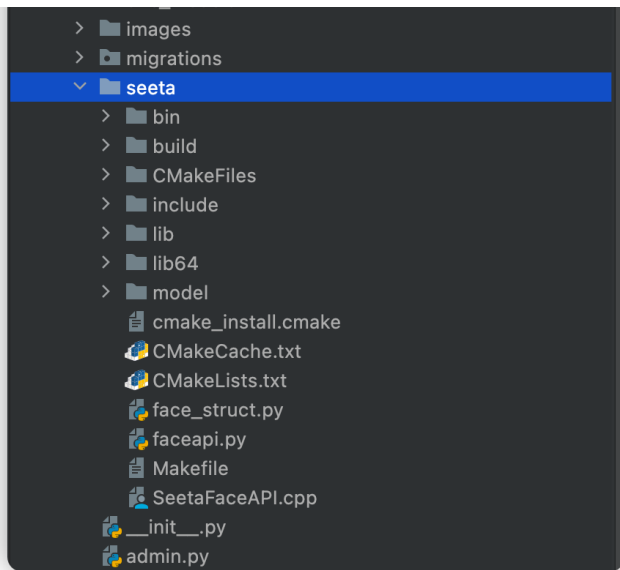 images
migrations
seeta
bin
build
CMakeFiles
include
lib
lib64
model
cmake_install.cmake
CMakeCache.txt
CMakeLists.txt
face_struct.py
faceapi.py
Makefile
SeetaFaceAPI.cpp
__init__.py
admin.py